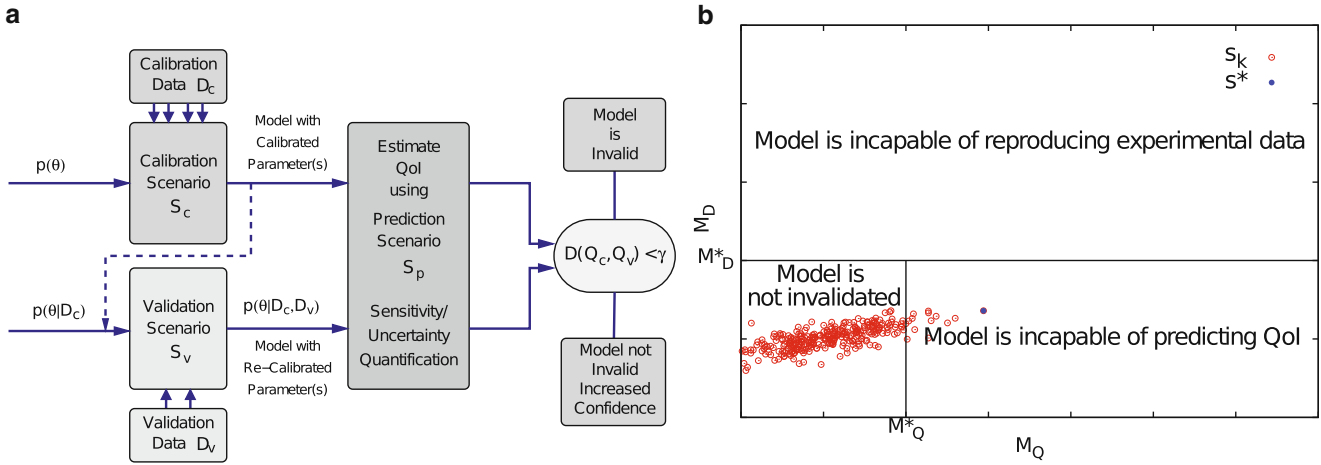 a
Calibration
Data D_c
p(θ)
Calibration
Scenario
S_c
Model with
Calibrated
Parameter(s)
p(θ|D_c)
Validation
Scenario
S_v
p(θ|D_c,D_v)
Model with
Re−Calibrated
Parameter(s)
Validation
Data D_v
Estimate
QoI
using
Prediction
Scenario
S_p
Sensitivity/
Uncertainty
Quantification
Model
is
Invalid
D(Q_c,Q_v) <γ
Model not
Invalid
Increased
Confidence
b
s_k
s*
Model is incapable of reproducing experimental data
M_D
M*_D
Model is
not invalidated
Model is incapable of predicting QoI
M*_Q
M_Q